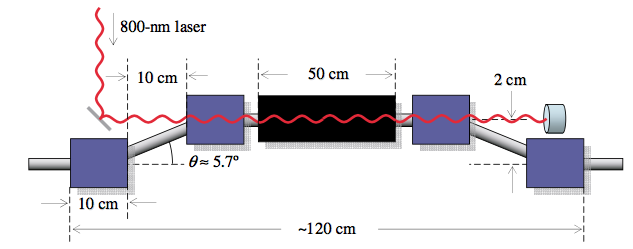 800-nm laser
10 cm
50 cm
2 cm
θ≈ 5.7°
10 cm
~120 cm